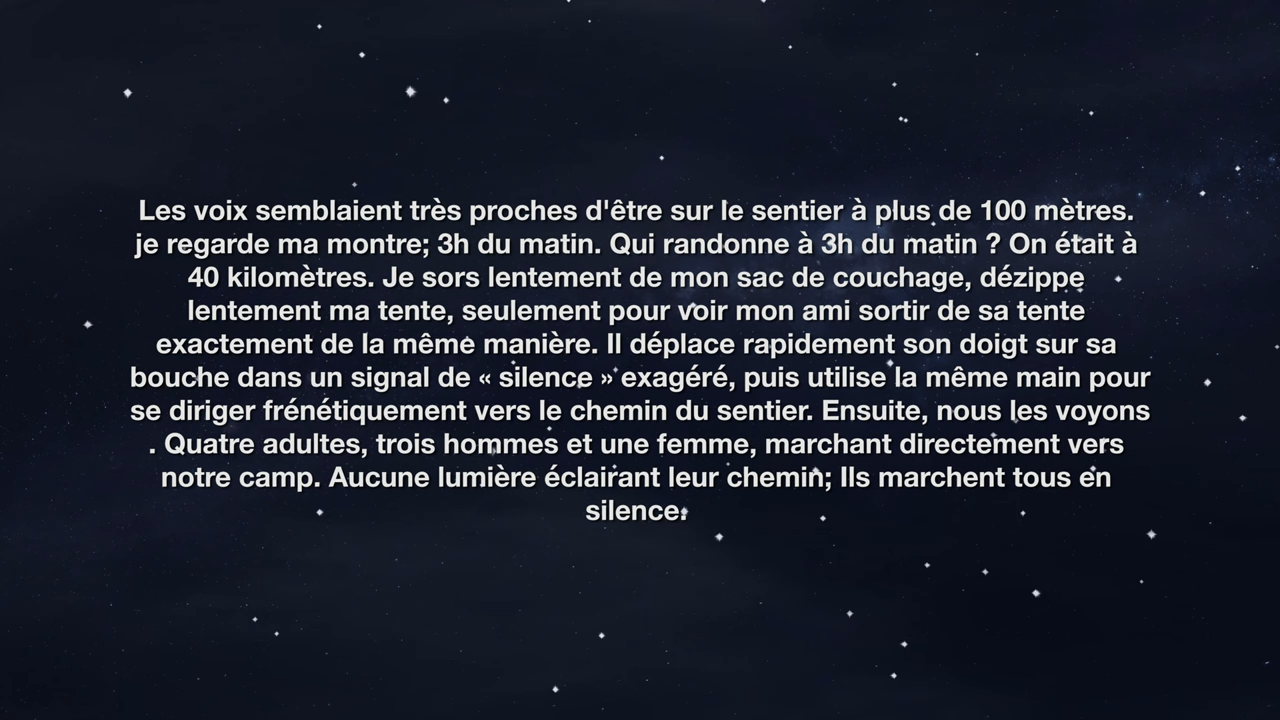 Les voix semblaient très proches d'être sur le sentier à plus de 100 mètres.
je regarde ma montre; 3h du matin. Qui randonne à 3h du matin ? On était à
40 kilomètres. Je sors lentement de mon sac de couchage, dézippe
lentement ma tente, seulement pour voir mon ami sortir de sa tente
exactement de la même manière. Il déplace rapidement son doigt sur sa
bouche dans un signal de « silence » exagéré, puis utilise la même main pour
se diriger frénétiquement vers le chemin du sentier. Ensuite, nous les voyons
. Quatre adultes, trois hommes et une femme, marchant directement vers
notre camp. Aucune lumière éclairant leur chemin; Ils marchent tous en
silence.